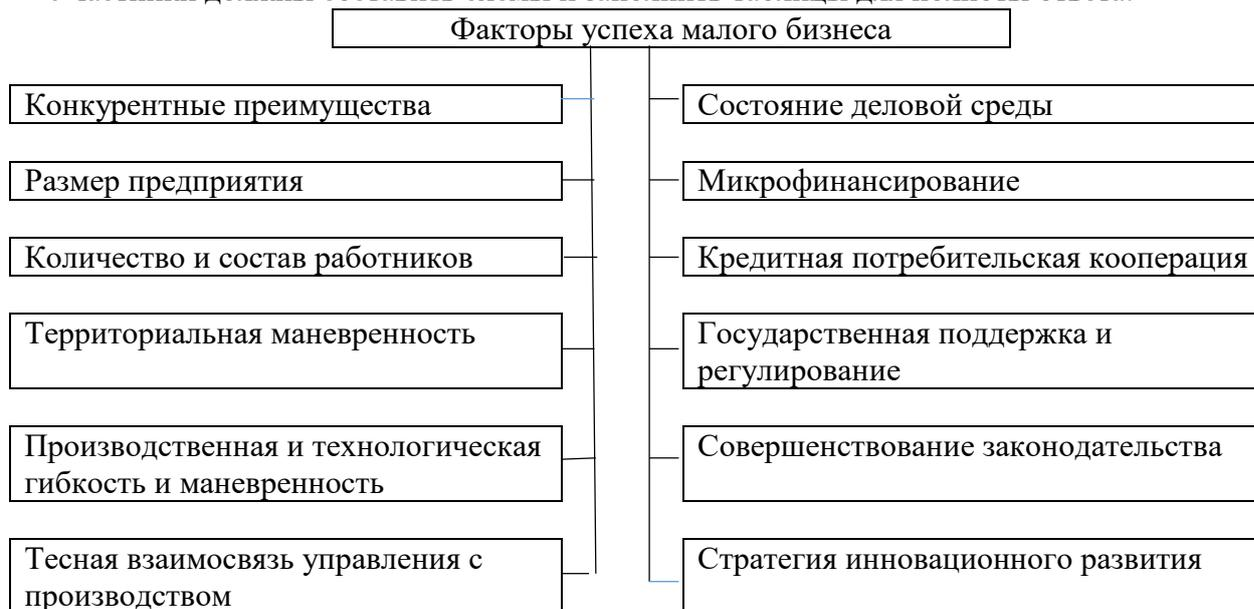 Факторы успеха малого бизнеса
Конкурентные преимущества
Состояние деловой среды
Размер предприятия
Микрофинансирование
Количество и состав работников
Кредитная потребительская кооперация
Территориальная маневренность
Государственная поддержка и
регулирование
Производственная и технологическая
гибкость и маневренность
Совершенствование законодательства
Тесная взаимосвязь управления с
производством
Стратегия инновационного развития